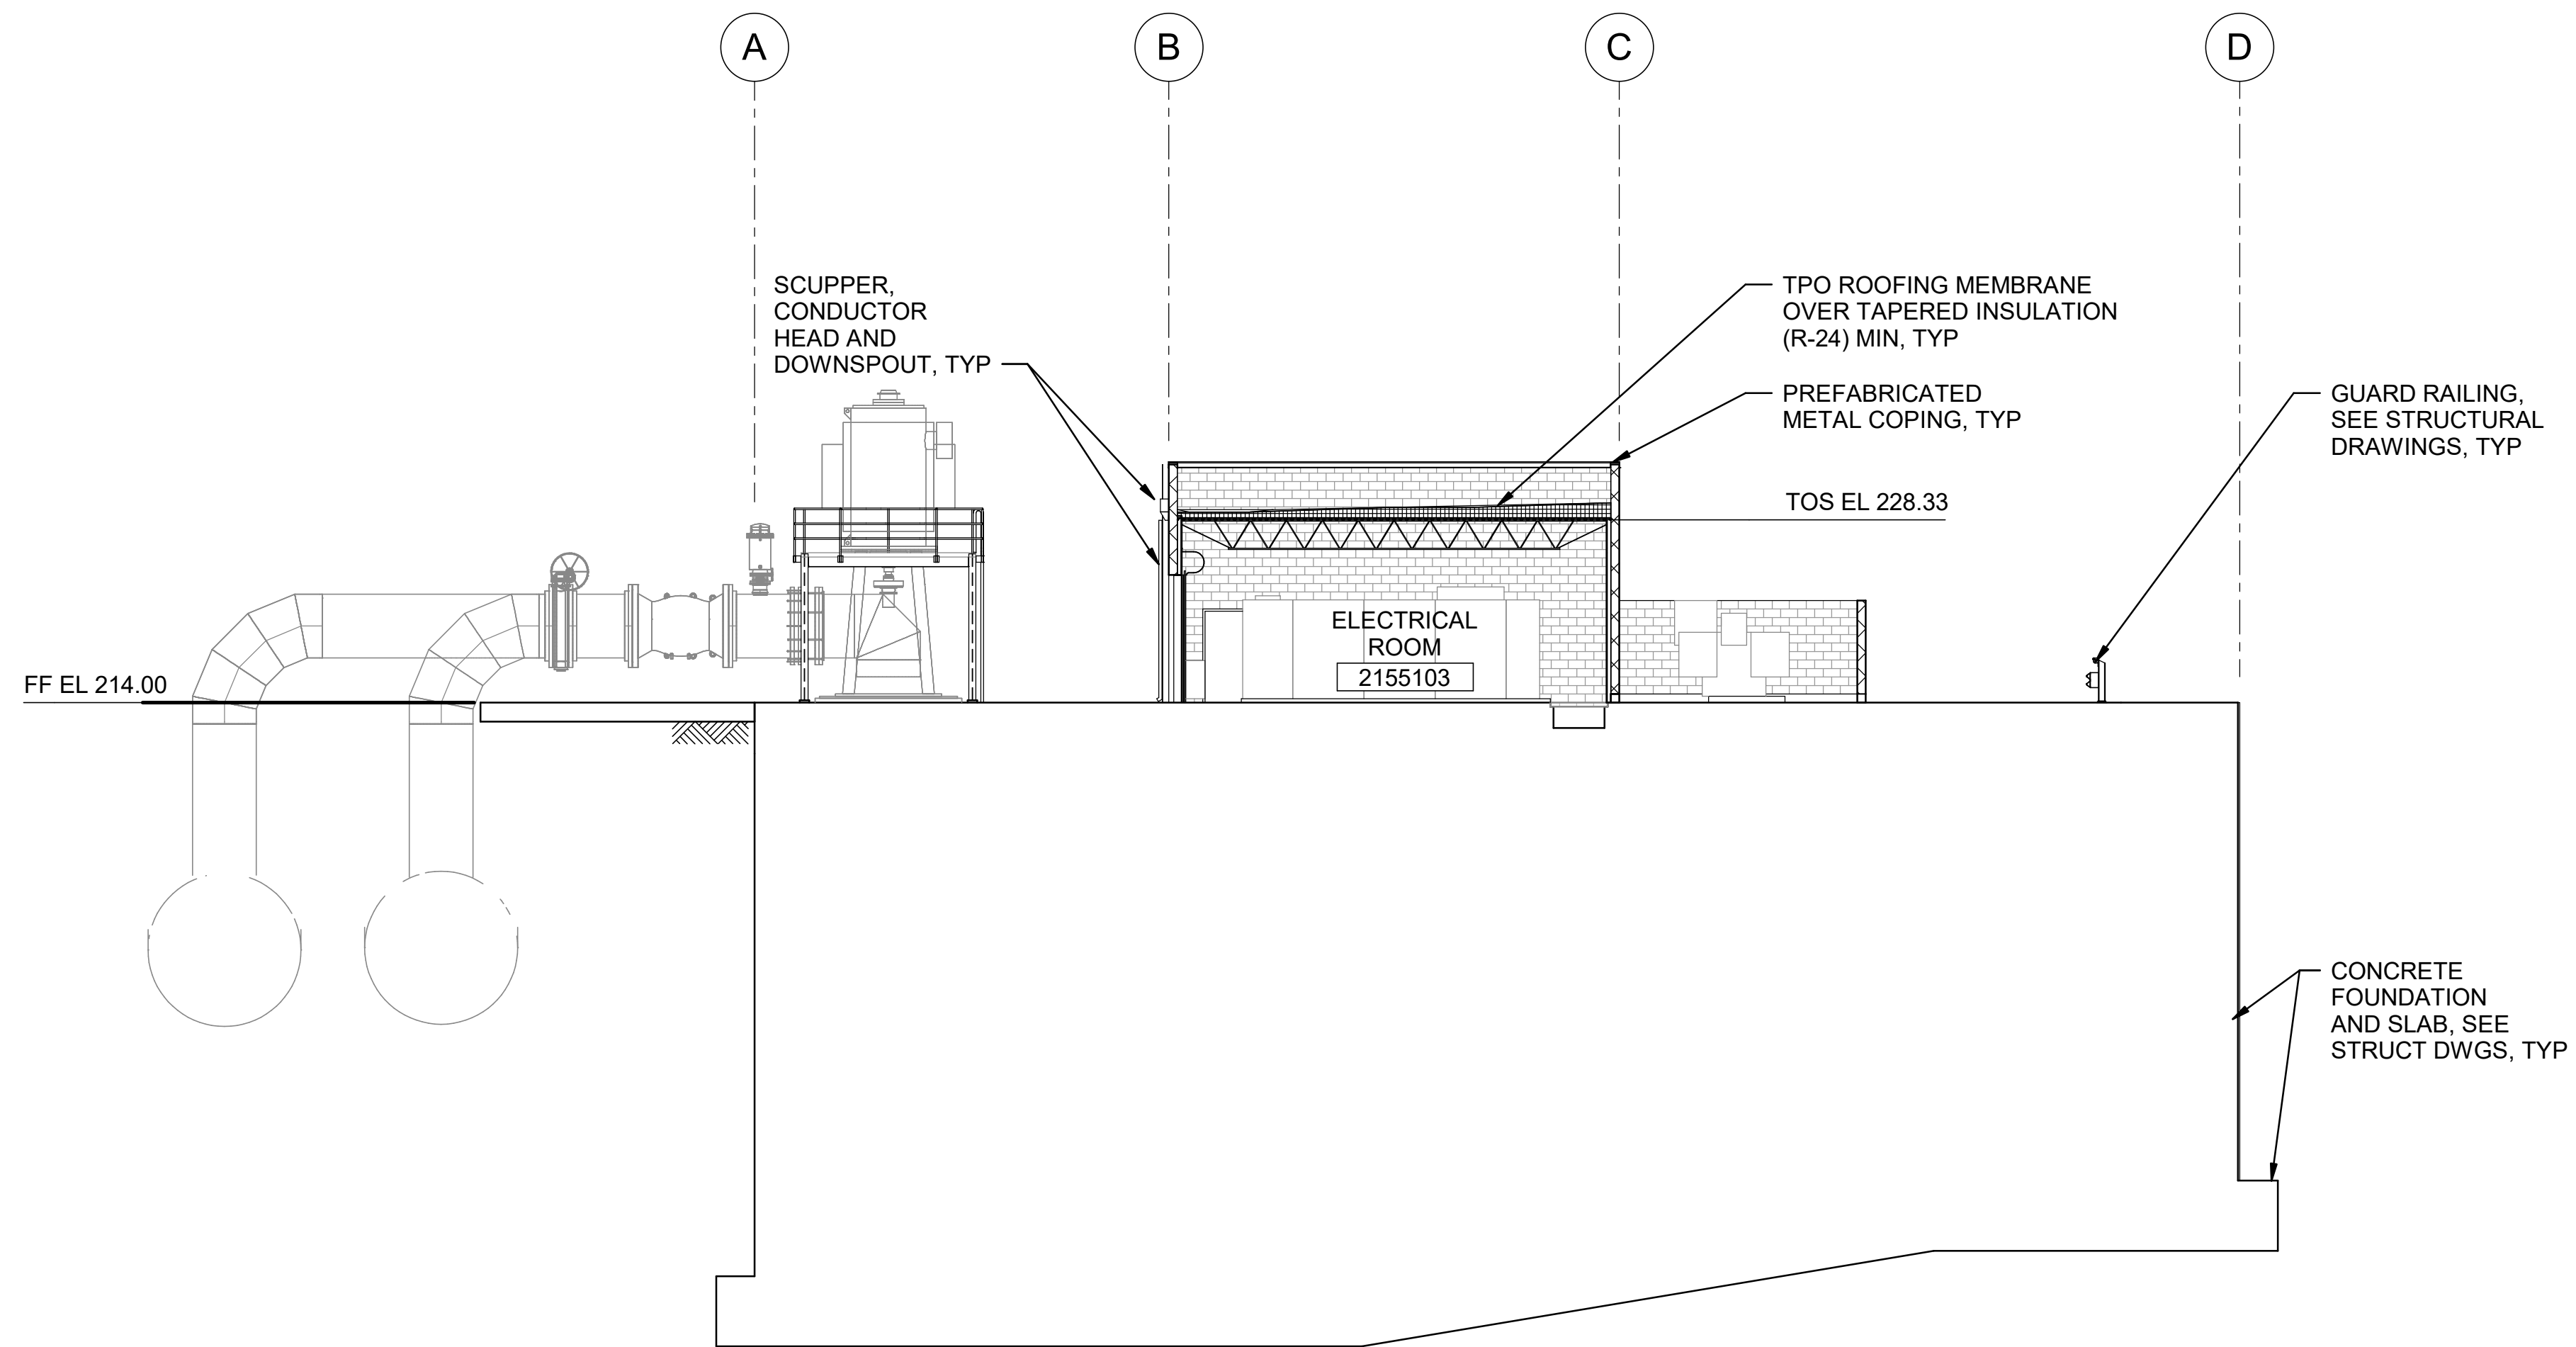 A
B
C
D
SCUPPER,
CONDUCTOR
HEAD AND
DOWNSPOUT, TYP
TPO ROOFING MEMBRANE
OVER TAPERED INSULATION
(R-24) MIN, TYP
PREFABRICATED
METAL COPING, TYP
GUARD RAILING,
SEE STRUCTURAL
DRAWINGS, TYP
TOS EL 228.33
ELECTRICAL
ROOM
2155103
FF EL 214.00
CONCRETE
FOUNDATION
AND SLAB, SEE
STRUCT DWGS, TYP